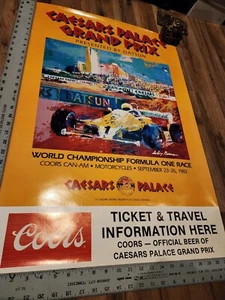 CAESARS PALACE
GRAND PRIX
PRESENTED BY DATSUN
DATSUN
WORLD CHAMPIONSHIP FORMULA ONE RACE
COORS CAN-AM • MOTORCYCLES • SEPTEMBER 23-26, 1982
CAESARS PALACE
Coors
TICKET & TRAVEL
INFORMATION HERE
COORS — OFFICIAL BEER OF
CAESARS PALACE GRAND PRIX